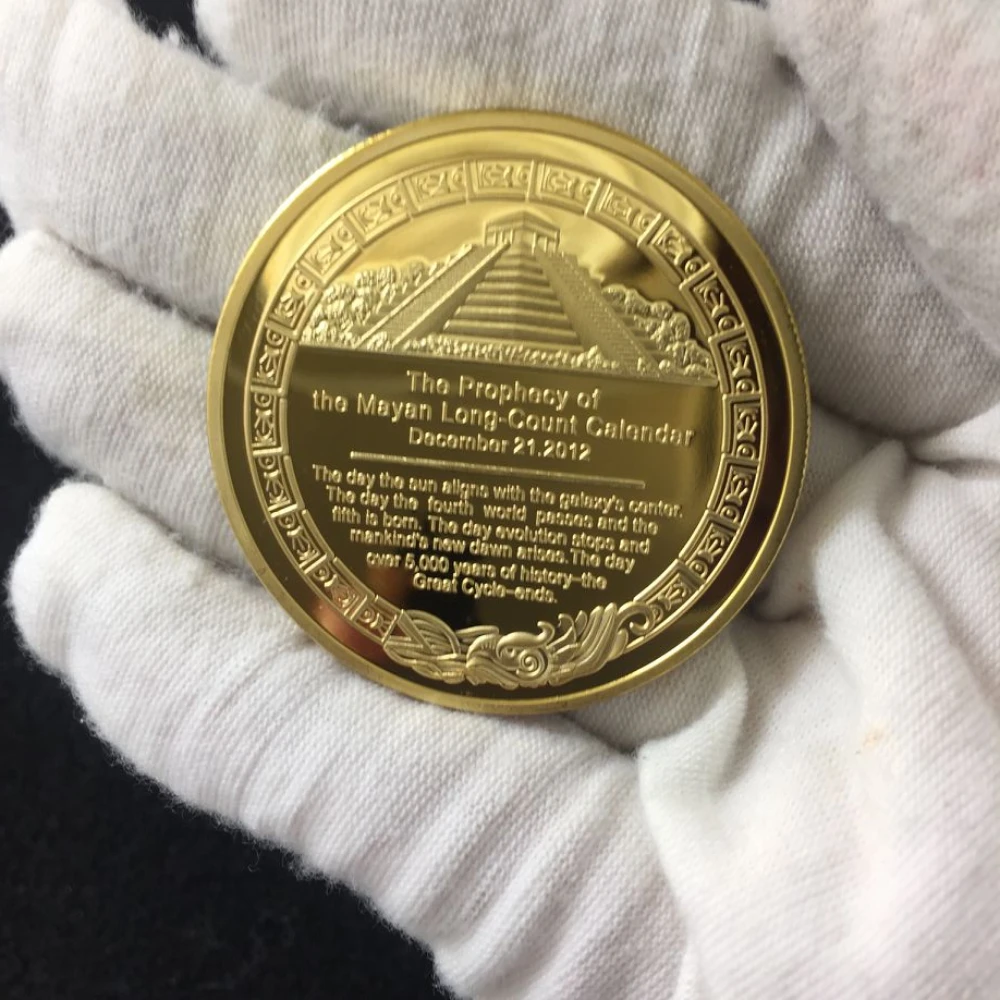 The Prophecy of
the Mayan Long-Count Calendar
December 21.2012
The day the sun aligns with the galaxy's center.
The day the fourth world passes and the
fifth is born. The day evolution stops and
mankind's new dawn arises. The day
over 5,000 years of history-the
Great Cycle-ends.